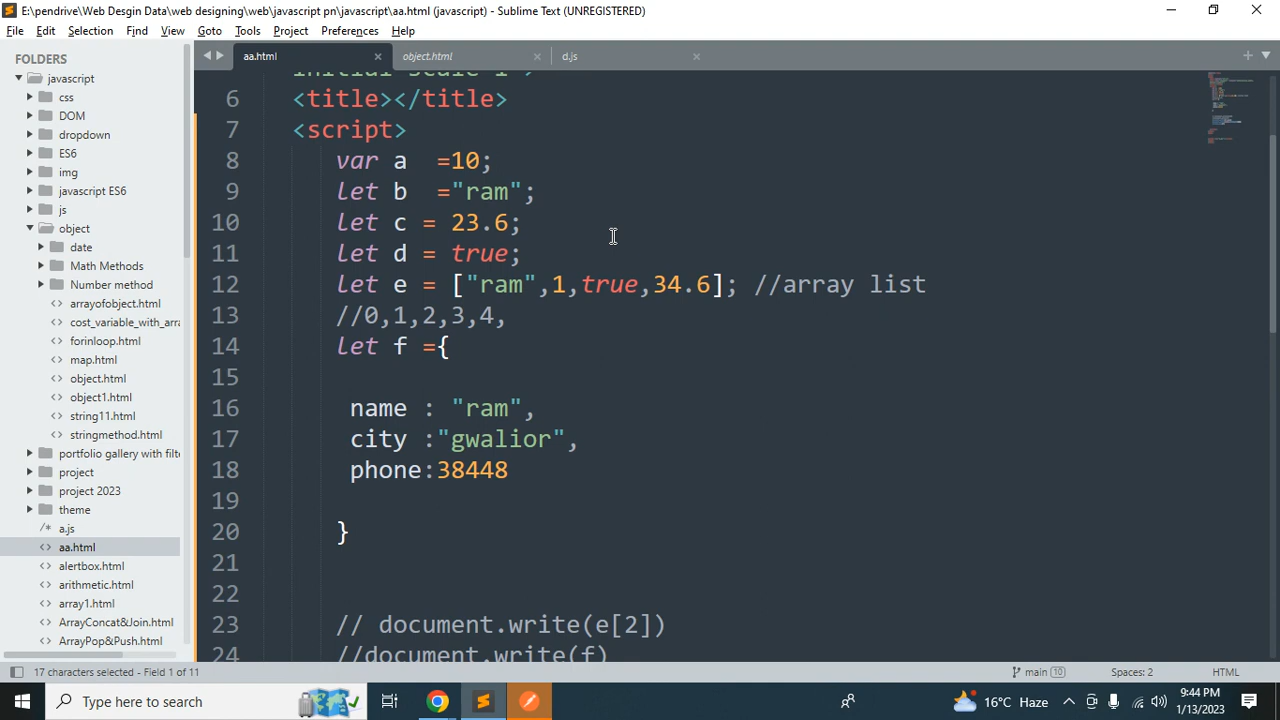 E:\pendrive\Web Desgin Data\web designing\web\javascript pn\javascript\aa.html (javascript) - Sublime Text (UNREGISTERED)
File Edit Selection Find View Goto Tools Project Preferences Help
FOLDERS
javascript
css
DOM
dropdown
ES6
img
javascript ES6
js
object
date
Math Methods
Number method
arrayofobject.html
cost_variable_with_arra
forinloop.html
map.html
object.html
object1.html
string11.html
stringmethod.html
portfolio gallery with filte
project
project 2023
theme
/* a.js
aa.html
alertbox.html
arithmetic.html
array1.html
ArrayConcat&Join.html
ArrayPop&Push.html
aa.html object.html d.js
initial-scale=1">
6 <title></title>
7 <script>
8 var a  =10;
9 let b  ="ram";
10 let c = 23.6;
11 let d = true;
12 let e = ["ram",1,true,34.6]; //array list
13 //0,1,2,3,4,
14 let f ={
15
16 name : "ram",
17 city :"gwalior",
18 phone:38448
19
20 }
21
22
23 // document.write(e[2])
24 //document.write(f)
17 characters selected - Field 1 of 11
main 10
Spaces: 2
HTML
Type here to search
16°C Haze
9:44 PM
1/13/2023